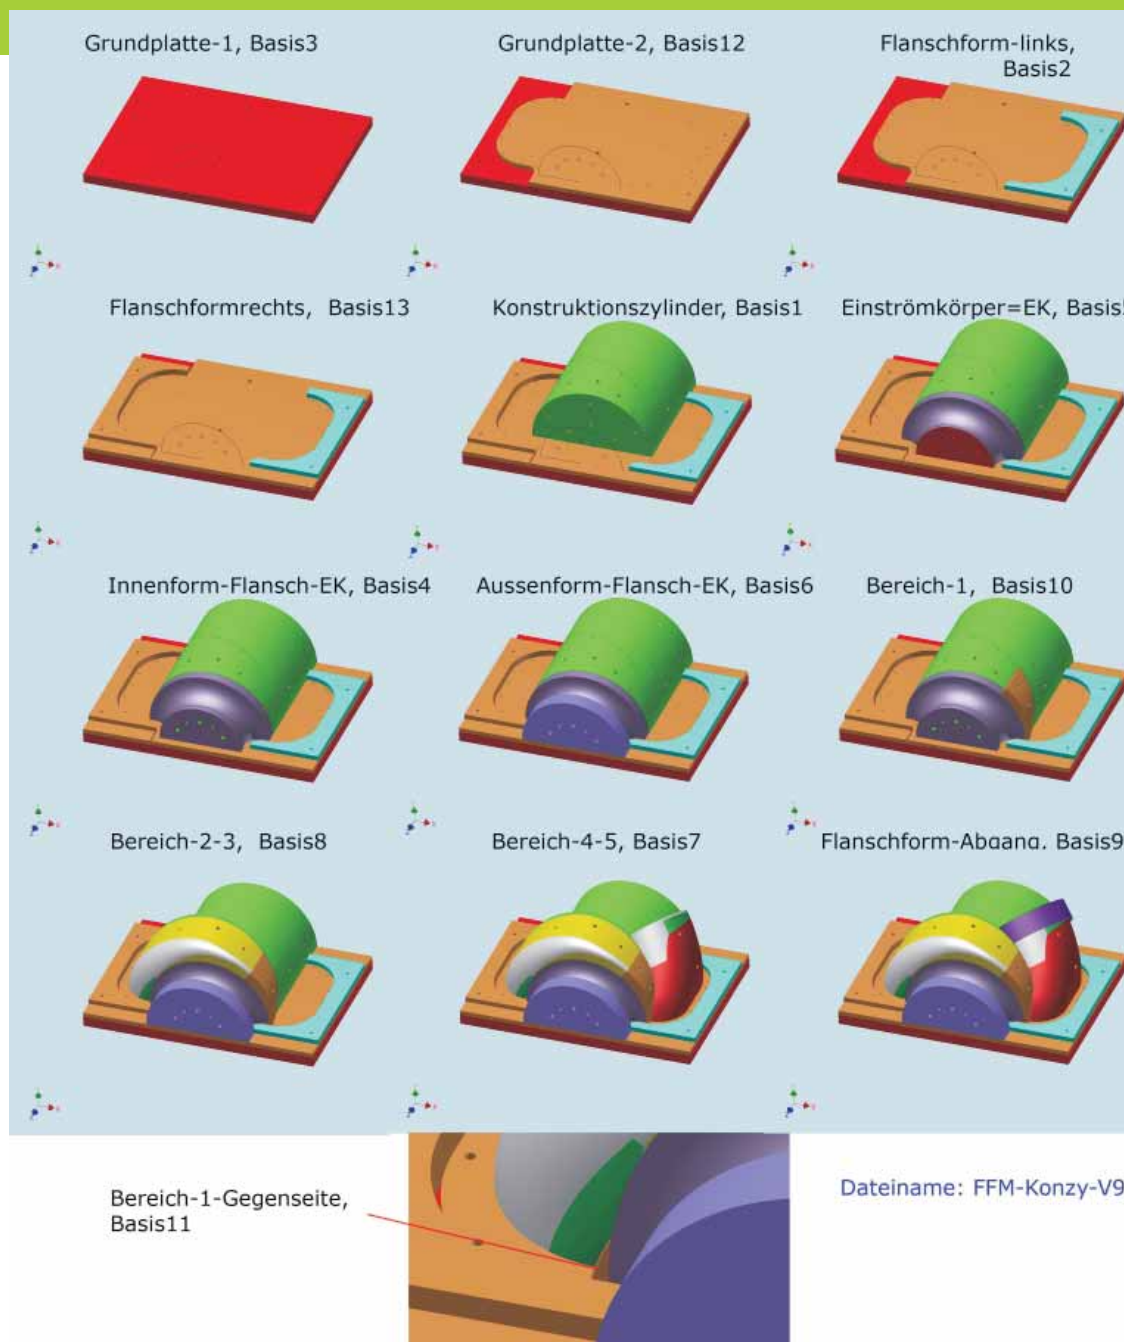 Grundplatte-1, Basis3
Grundplatte-2, Basis12
Flanschform-links,
Basis2
Flanschformrechts, Basis13
Konstruktionszylinder, Basis1
Einströmkörper=EK, Basis5
Innenform-Flansch-EK, Basis4
Aussenform-Flansch-EK, Basis6
Bereich-1, Basis10
Bereich-2-3, Basis8
Bereich-4-5, Basis7
Flanschform-Abgang, Basis9
Bereich-1-Gegenseite,
Basis11
Dateiname: FFM-Konzy-V9